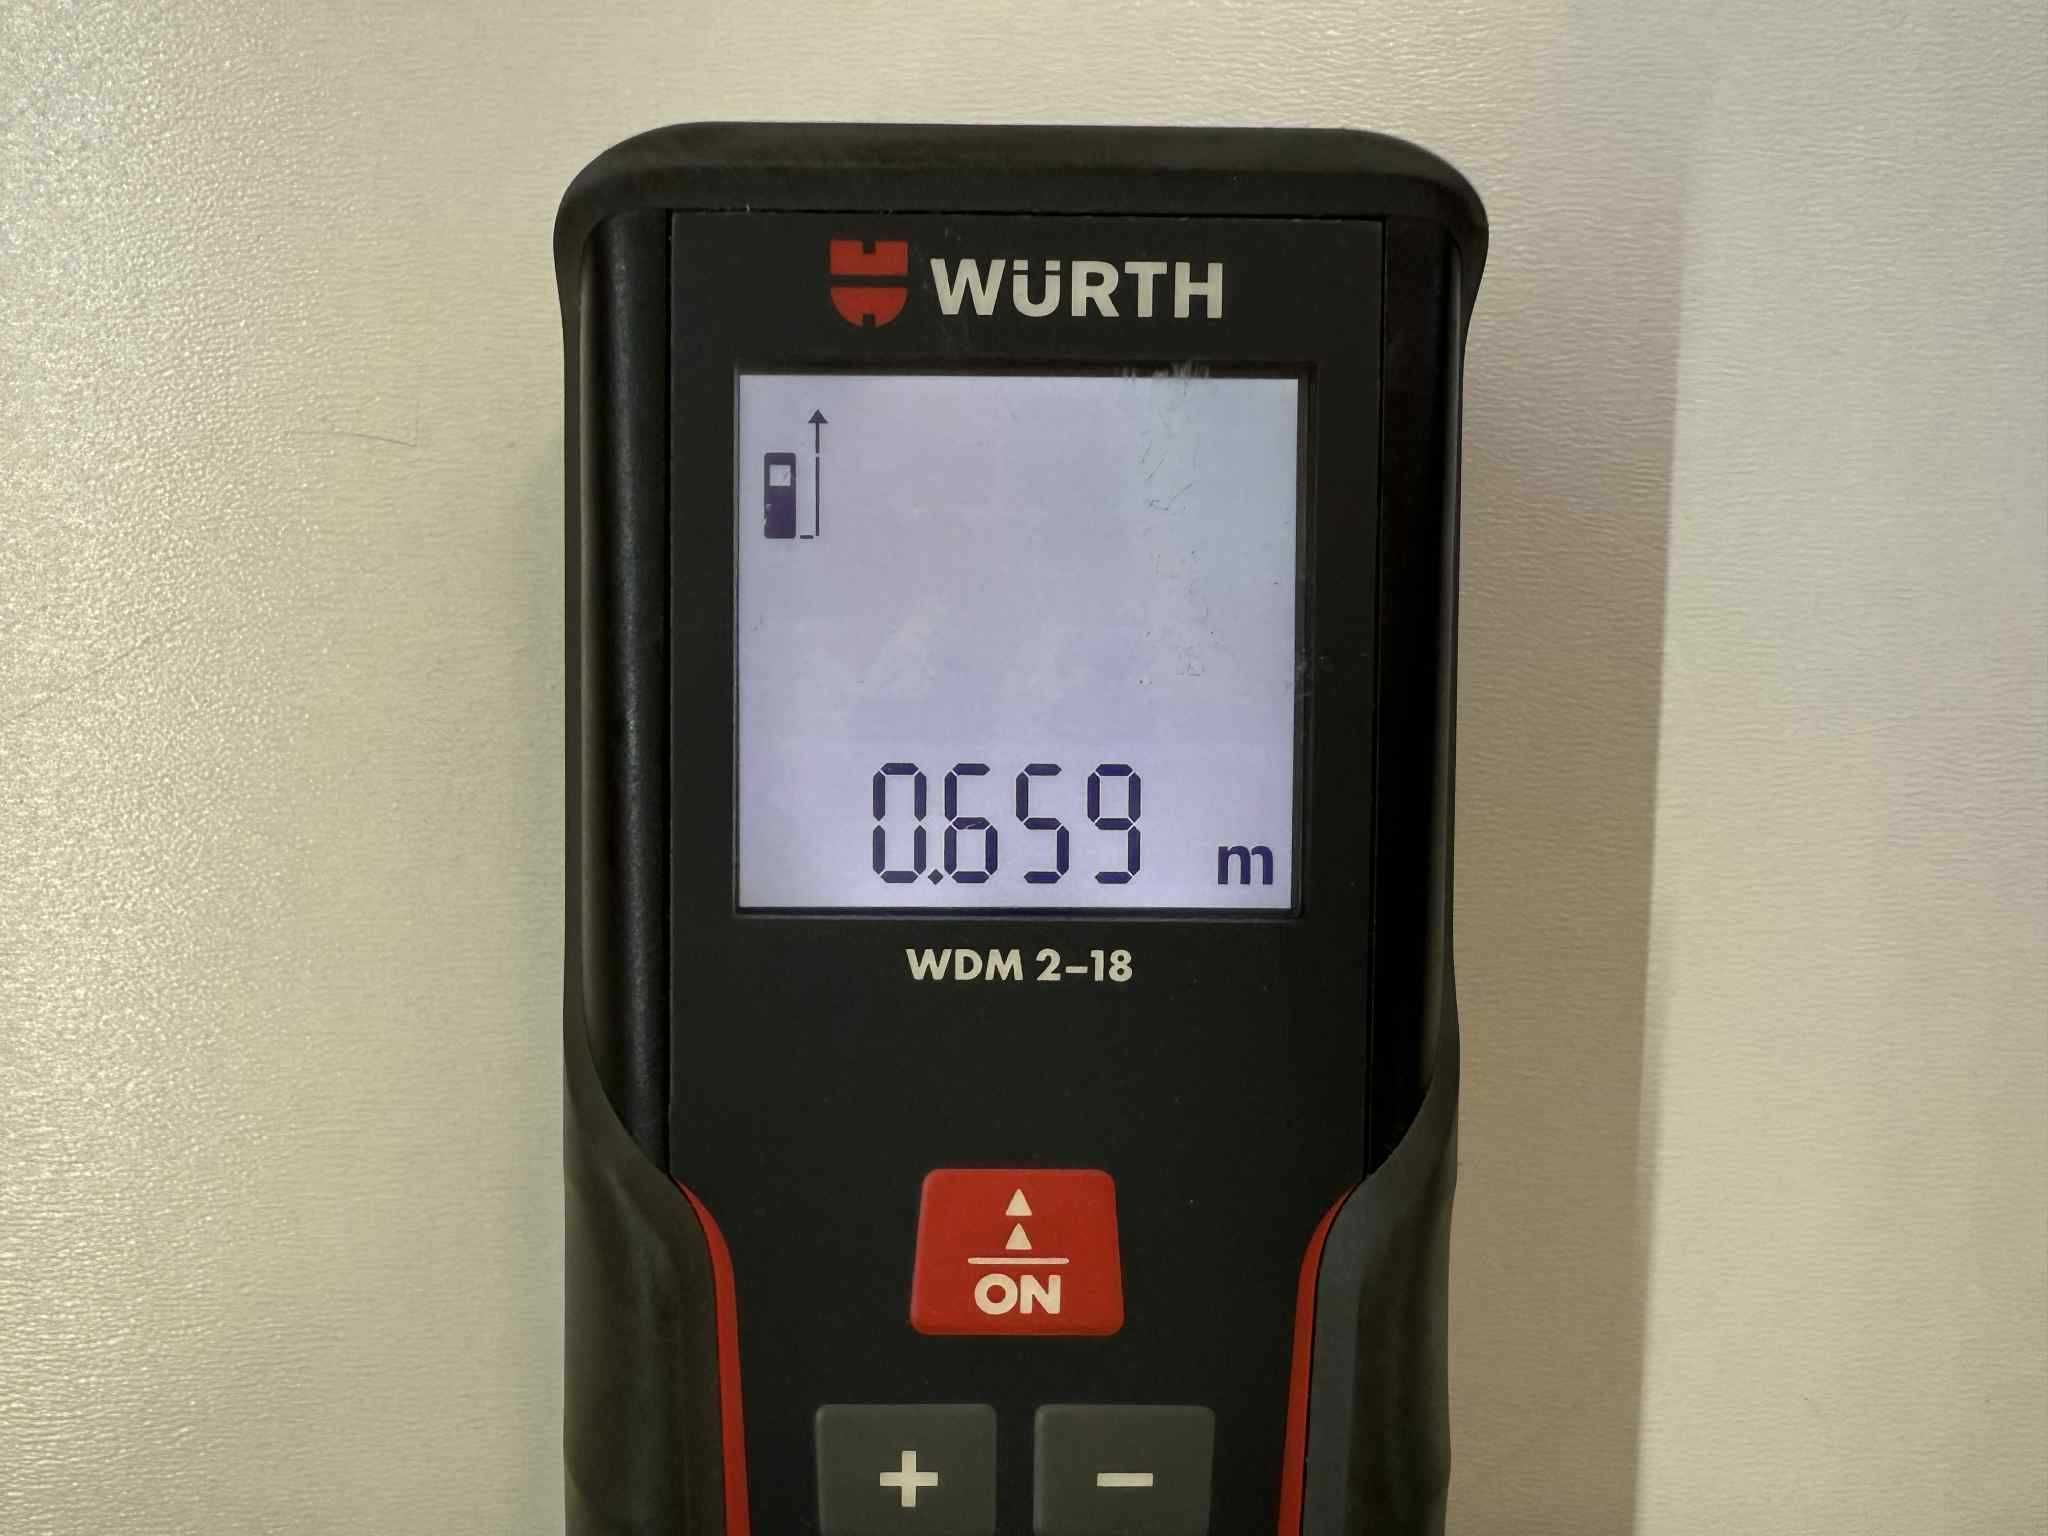 WÜRTH
0.659 m
WDM 2-18
ON
+ −